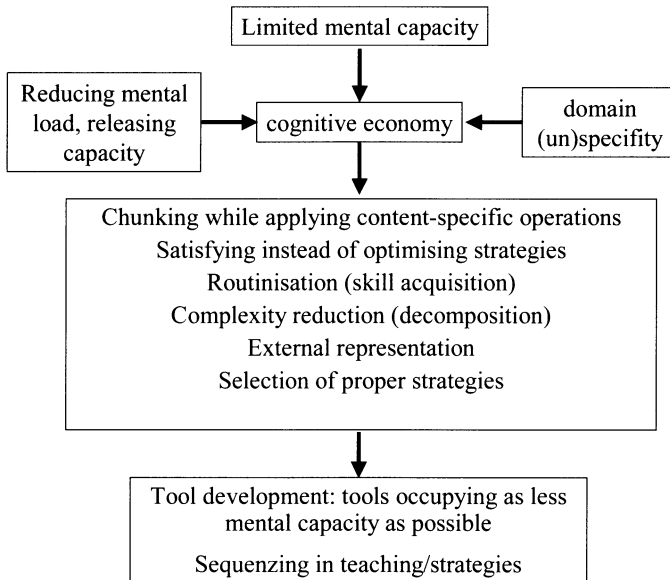 Limited mental capacity
Reducing mental
load, releasing
capacity
cognitive economy
domain
(un)specifity
Chunking while applying content-specific operations
Satisfying instead of optimising strategies
Routinisation (skill acquisition)
Complexity reduction (decomposition)
External representation
Selection of proper strategies
Tool development: tools occupying as less
mental capacity as possible
Sequenzing in teaching/strategies